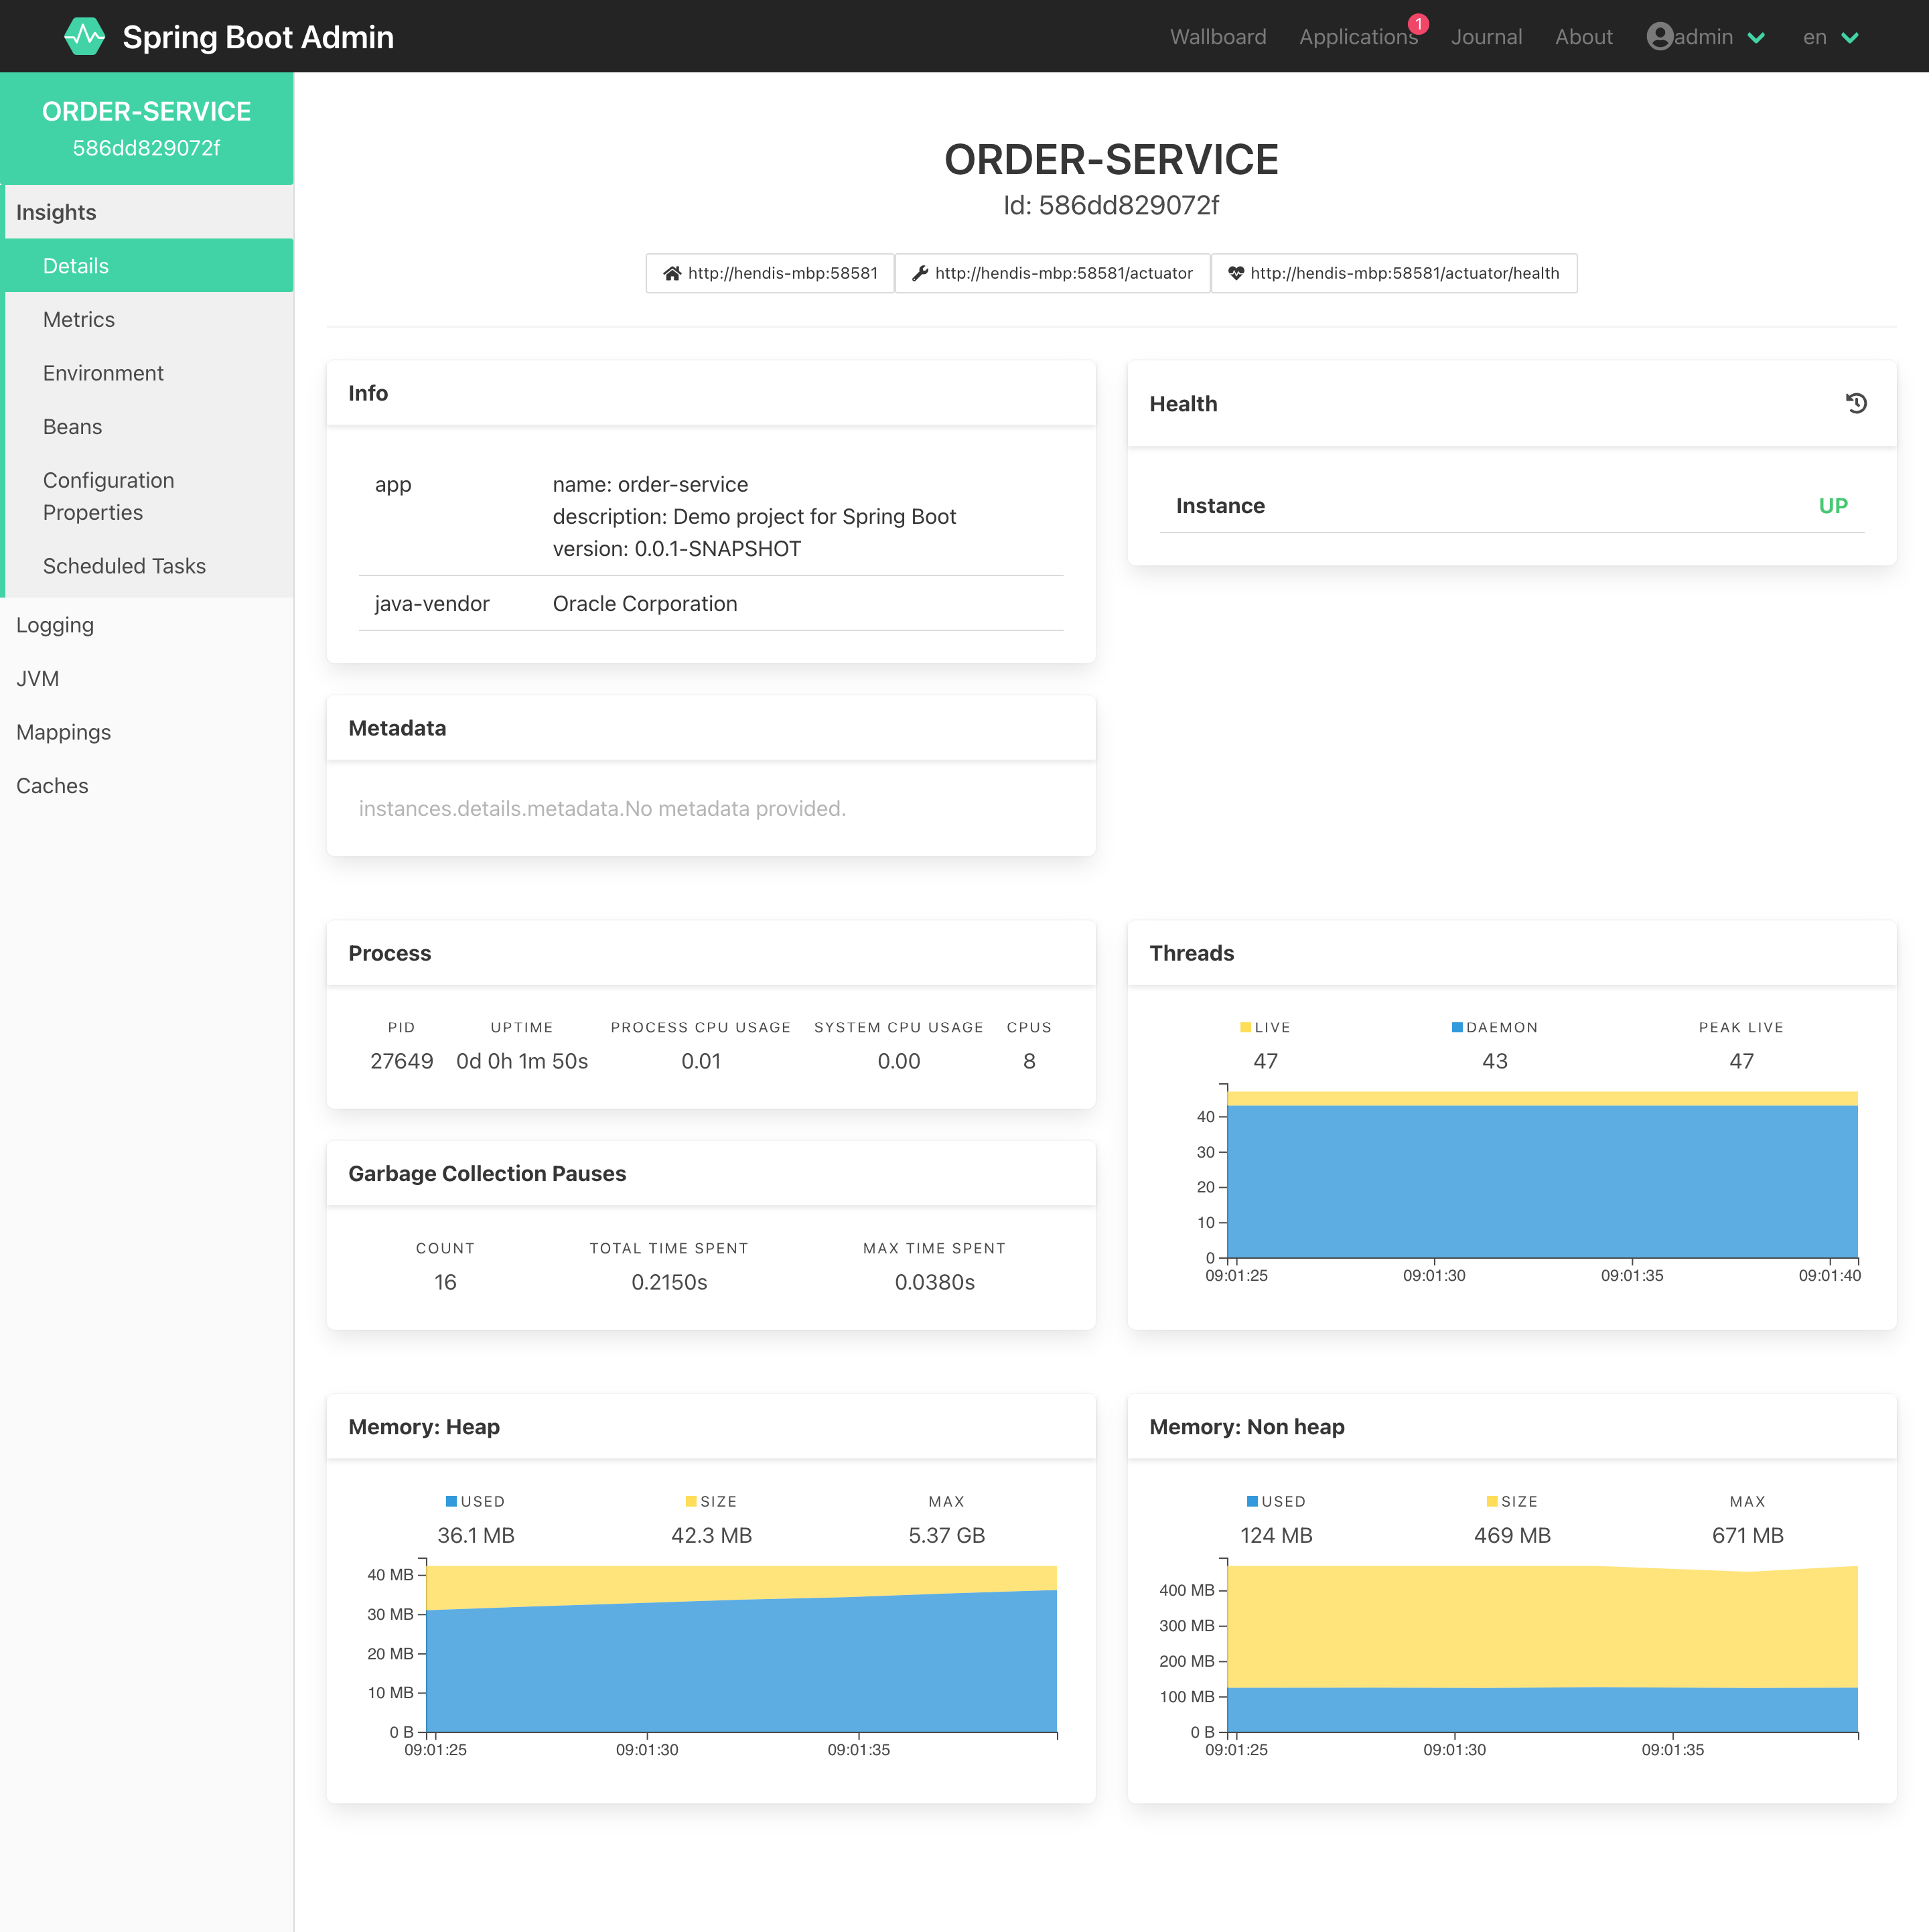 Spring Boot Admin
Wallboard Applications 1 Journal About admin en
ORDER-SERVICE
586dd829072f
Insights
Details
Metrics
Environment
Beans
Configuration
Properties
Scheduled Tasks
Logging
JVM
Mappings
Caches
ORDER-SERVICE
Id: 586dd829072f
http://hendis-mbp:58581 http://hendis-mbp:58581/actuator http://hendis-mbp:58581/actuator/health
Info
app name: order-service
description: Demo project for Spring Boot
version: 0.0.1-SNAPSHOT
java-vendor Oracle Corporation
Health
Instance UP
Metadata
instances.details.metadata.No metadata provided.
Process
PID UPTIME PROCESS CPU USAGE SYSTEM CPU USAGE CPUS
27649 0d 0h 1m 50s 0.01 0.00 8
Garbage Collection Pauses
COUNT TOTAL TIME SPENT MAX TIME SPENT
16 0.2150s 0.0380s
Threads
LIVE DAEMON PEAK LIVE
47 43 47
40
30
20
10
0
09:01:25 09:01:30 09:01:35 09:01:40
Memory: Heap
USED SIZE MAX
36.1 MB 42.3 MB 5.37 GB
40 MB
30 MB
20 MB
10 MB
0 B
09:01:25 09:01:30 09:01:35
Memory: Non heap
USED SIZE MAX
124 MB 469 MB 671 MB
400 MB
300 MB
200 MB
100 MB
0 B
09:01:25 09:01:30 09:01:35